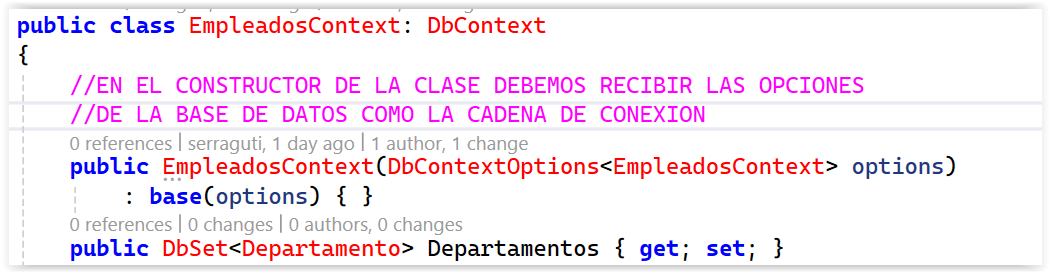 public class EmpleadosContext: DbContext
{
//EN EL CONSTRUCTOR DE LA CLASE DEBEMOS RECIBIR LAS OPCIONES
//DE LA BASE DE DATOS COMO LA CADENA DE CONEXION
0 references | serraguti, 1 day ago | 1 author, 1 change
public EmpleadosContext(DbContextOptions<EmpleadosContext> options)
: base(options) { }
0 references | 0 changes | 0 authors, 0 changes
public DbSet<Departamento> Departamentos { get; set; }